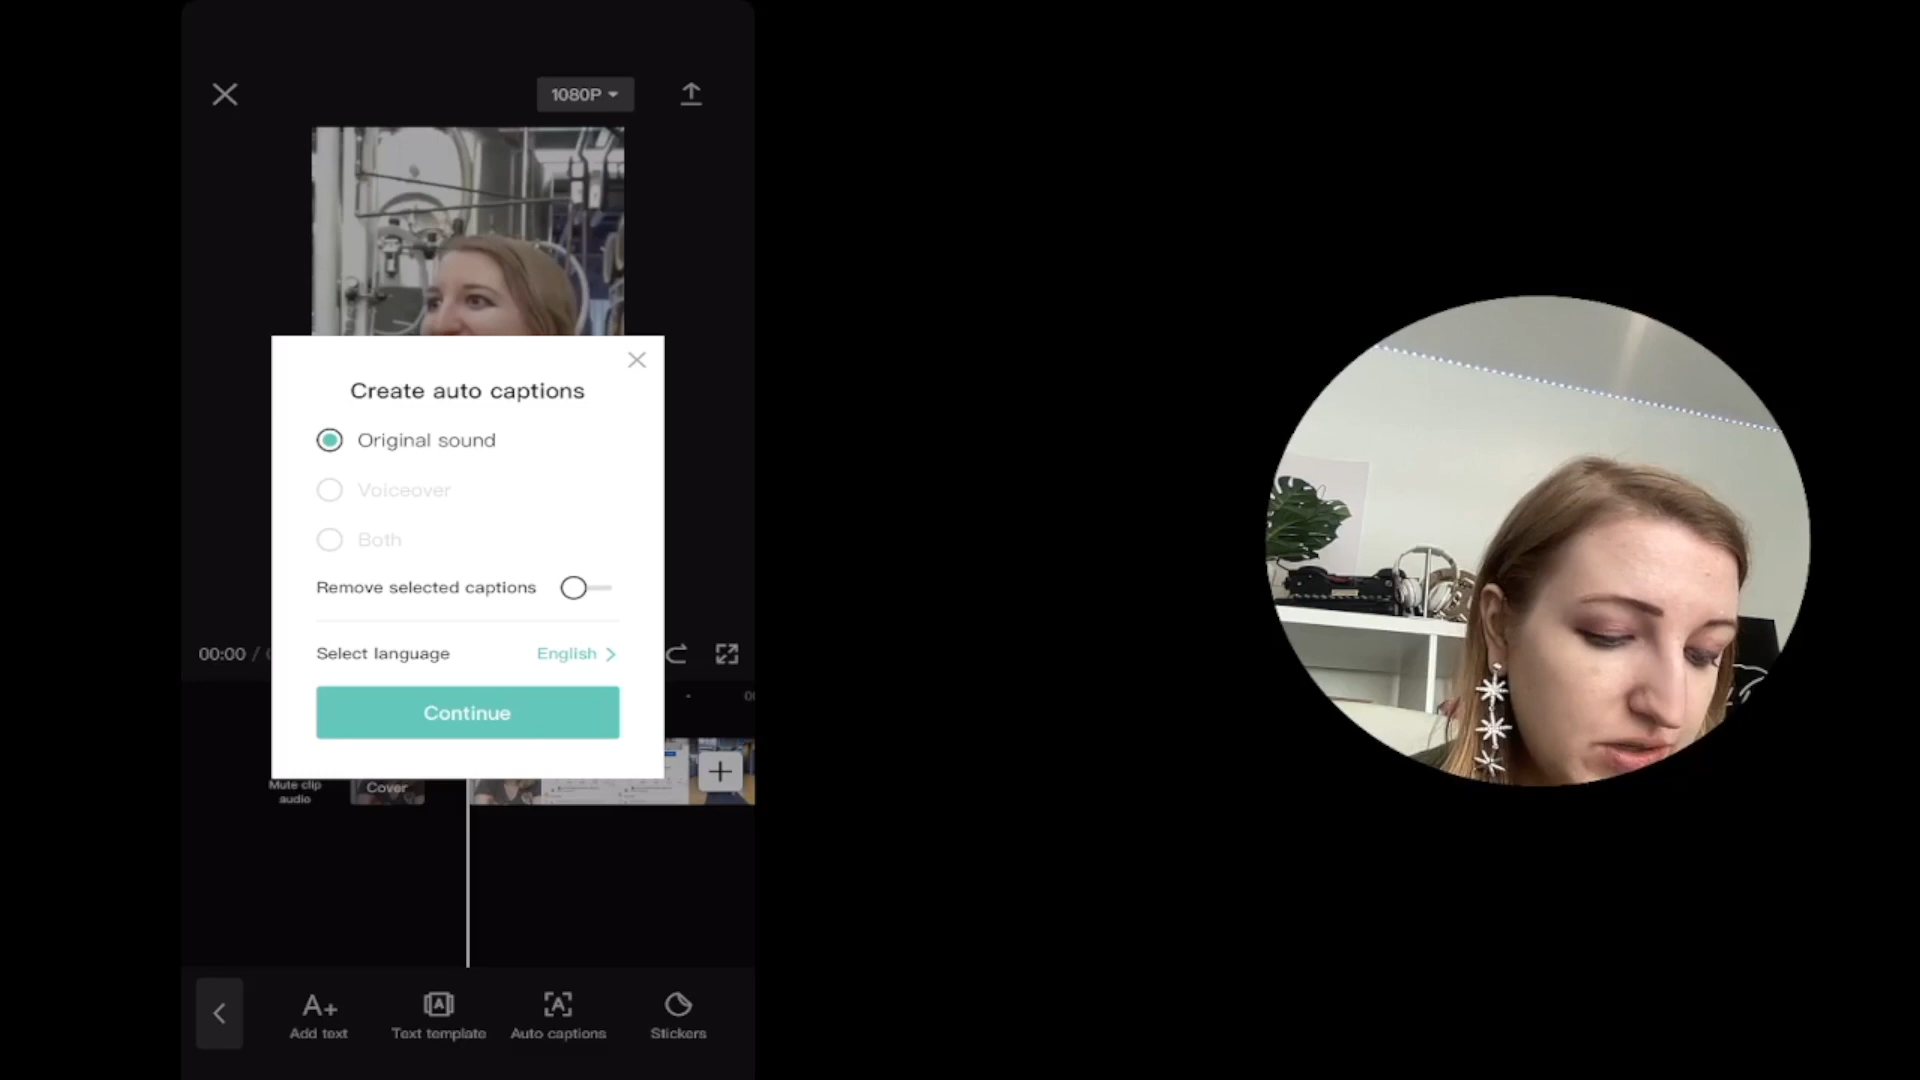 1080P
Create auto captions
Original sound
Voiceover
Both
Remove selected captions
Select language
English
Continue
00:00 /
Mute clip
audio
Cover
Add text
Text template
Auto captions
Stickers